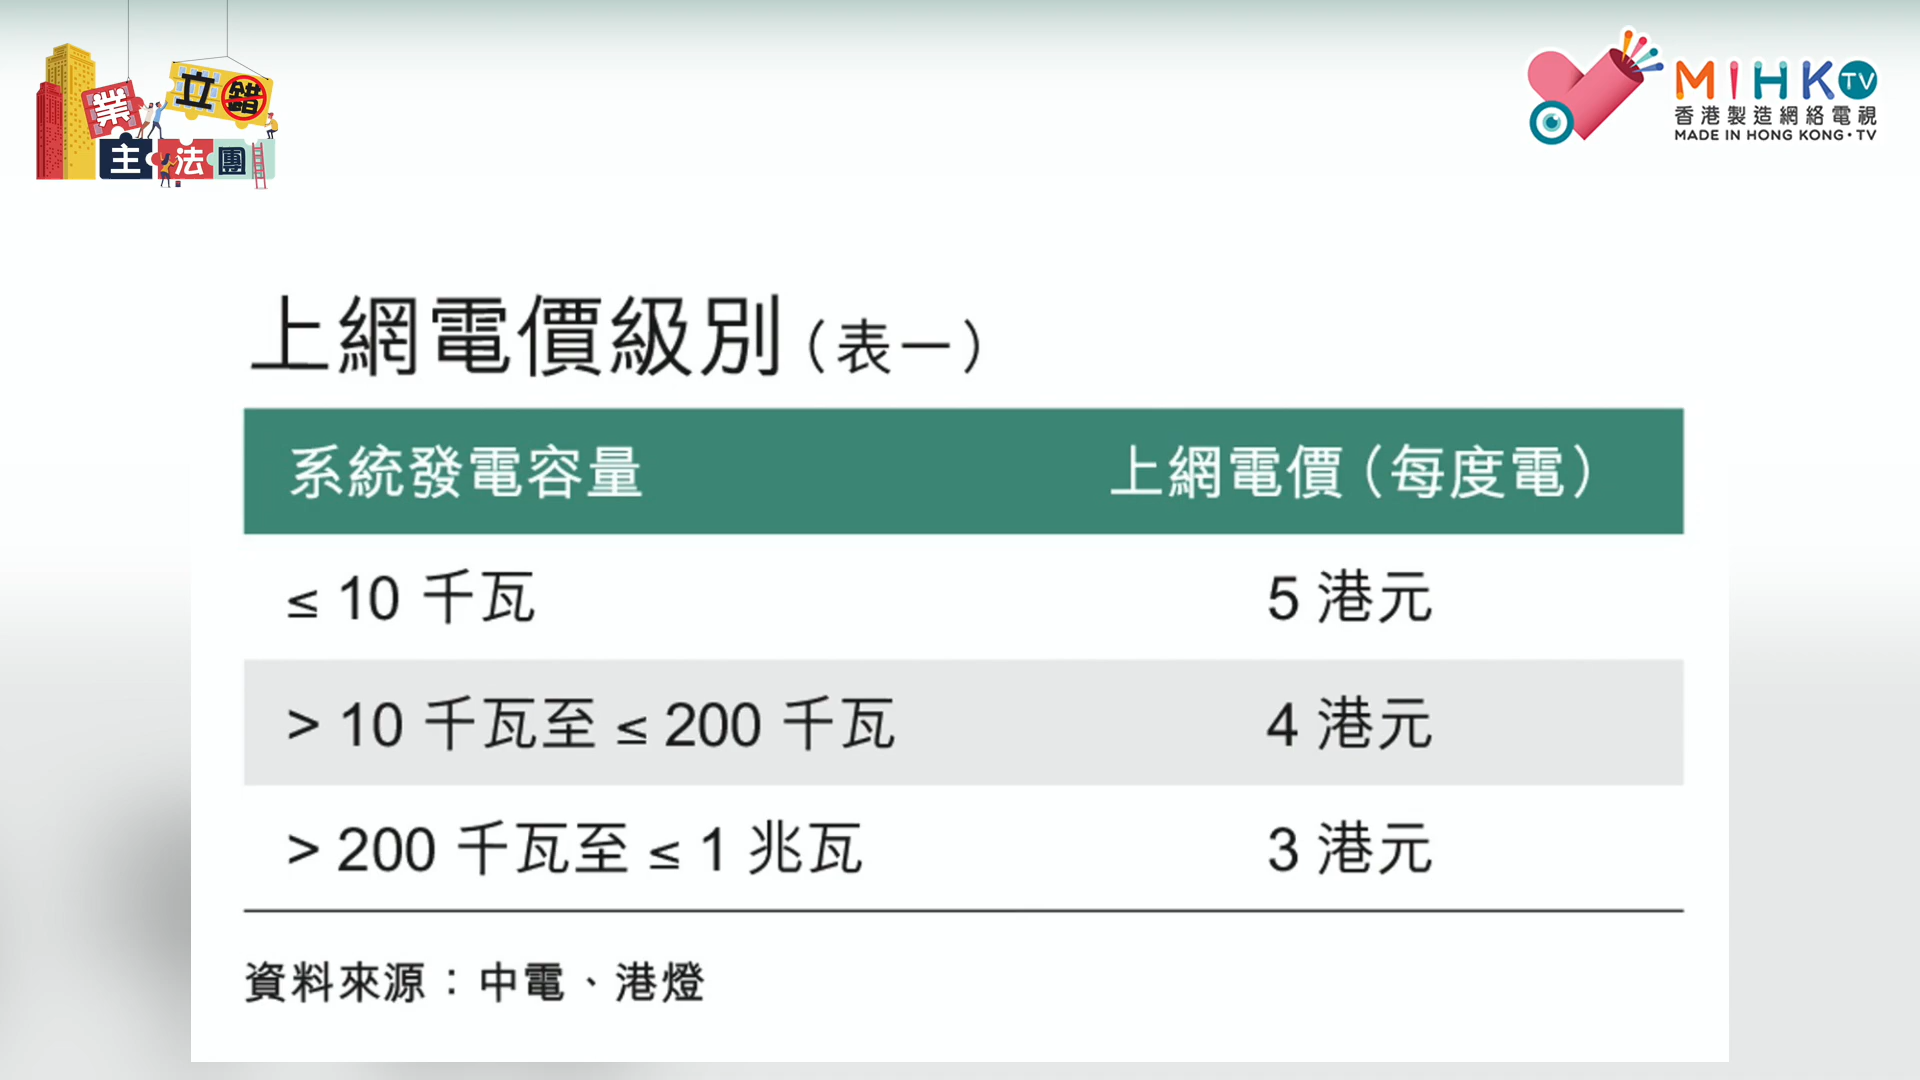 業立錯
主法團
MIHK TV
香港製造網絡電視
MADE IN HONG KONG・TV
上網電價級別（表一）
系統發電容量 上網電價（每度電）
≤ 10 千瓦 5 港元
> 10 千瓦至 ≤ 200 千瓦 4 港元
> 200 千瓦至 ≤ 1 兆瓦 3 港元
資料來源：中電、港燈